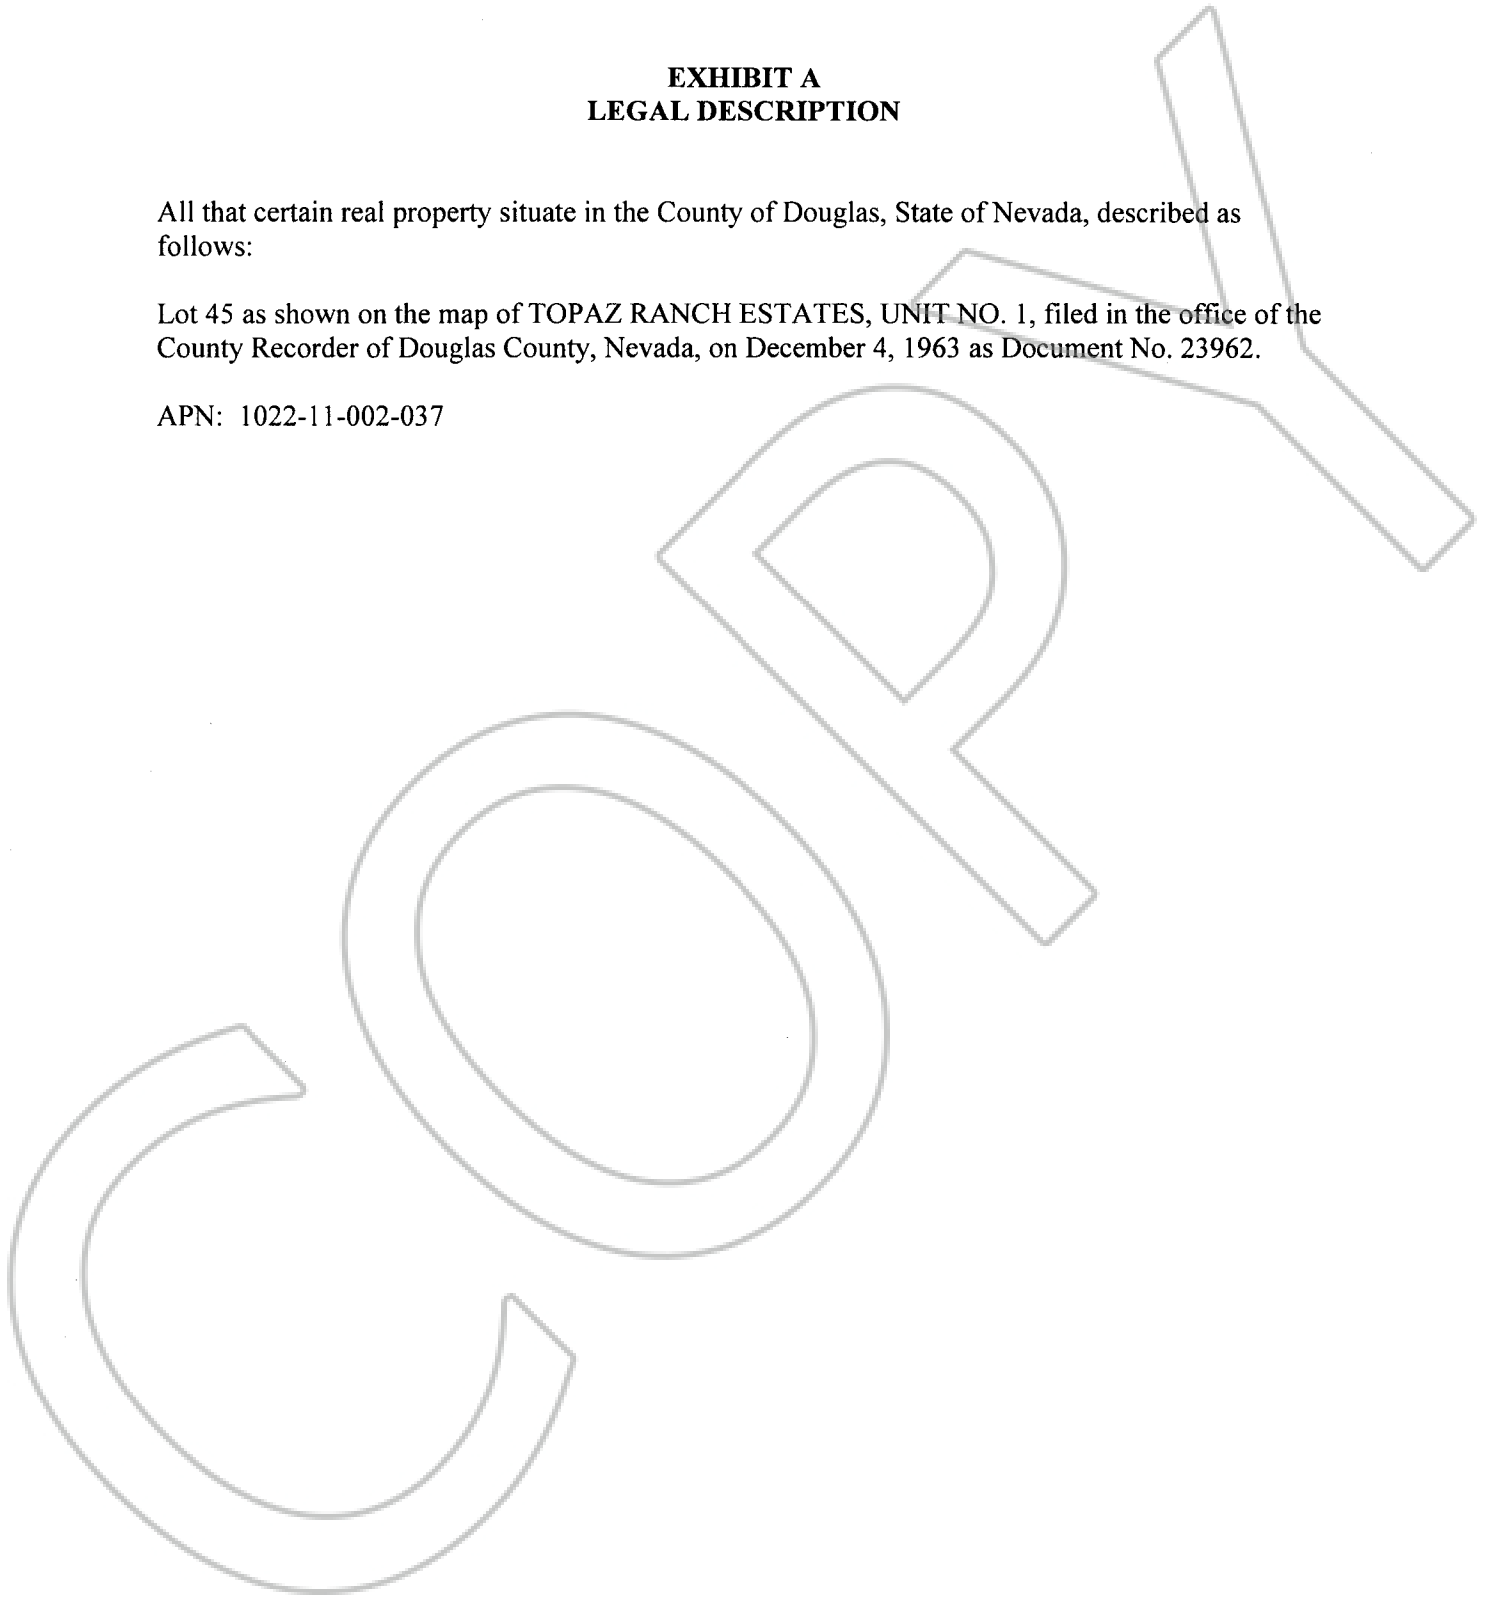 EXHIBIT A
LEGAL DESCRIPTION
All that certain real property situate in the County of Douglas, State of Nevada, described as
follows:
Lot 45 as shown on the map of TOPAZ RANCH ESTATES, UNIT NO. 1, filed in the office of the
County Recorder of Douglas County, Nevada, on December 4, 1963 as Document No. 23962.
APN: 1022-11-002-037
COPY